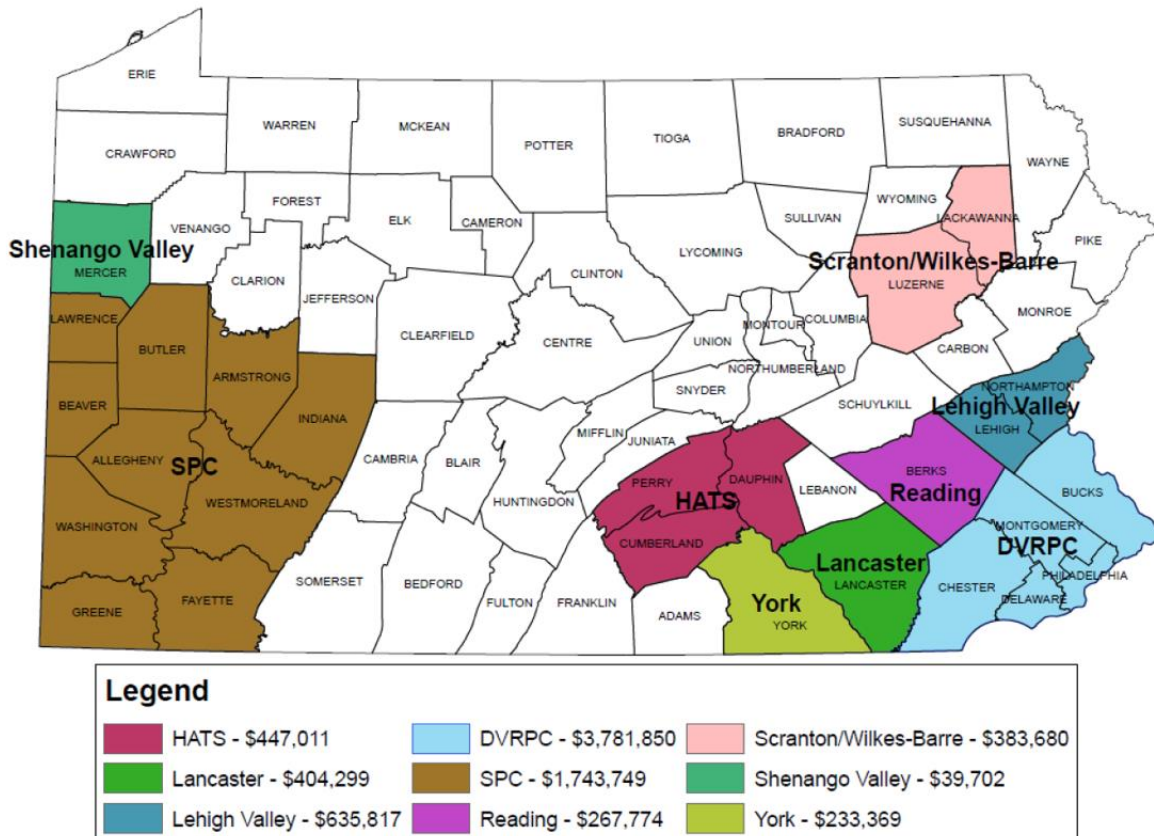 ERIE
WARREN
MCKEAN
POTTER
TIOGA
BRADFORD
SUSQUEHANNA
WAYNE
CRAWFORD
FOREST
ELK
CAMERON
SULLIVAN
WYOMING
LACKAWANNA
PIKE
VENANGO
LYCOMING
Shenango Valley
MERCER
CLARION
JEFFERSON
CLINTON
Scranton/Wilkes-Barre
LUZERNE
LAWRENCE
BUTLER
CLEARFIELD
CENTRE
UNION
MONTOUR
COLUMBIA
MONROE
CARBON
ARMSTRONG
SNYDER
NORTHUMBERLAND
BEAVER
INDIANA
MIFFLIN
JUNIATA
SCHUYLKILL
NORTHAMPTON
Lehigh Valley
LEHIGH
ALLEGHENY
SPC
CAMBRIA
BLAIR
HUNTINGDON
PERRY
DAUPHIN
HATS
LEBANON
BERKS
Reading
BUCKS
WESTMORELAND
WASHINGTON
CUMBERLAND
MONTGOMERY
DVRPC
SOMERSET
BEDFORD
FULTON
FRANKLIN
ADAMS
York
YORK
Lancaster
LANCASTER
CHESTER
PHILADELPHIA
DELAWARE
GREENE
FAYETTE
Legend
HATS - $447,011
DVRPC - $3,781,850
Scranton/Wilkes-Barre - $383,680
Lancaster - $404,299
SPC - $1,743,749
Shenango Valley - $39,702
Lehigh Valley - $635,817
Reading - $267,774
York - $233,369